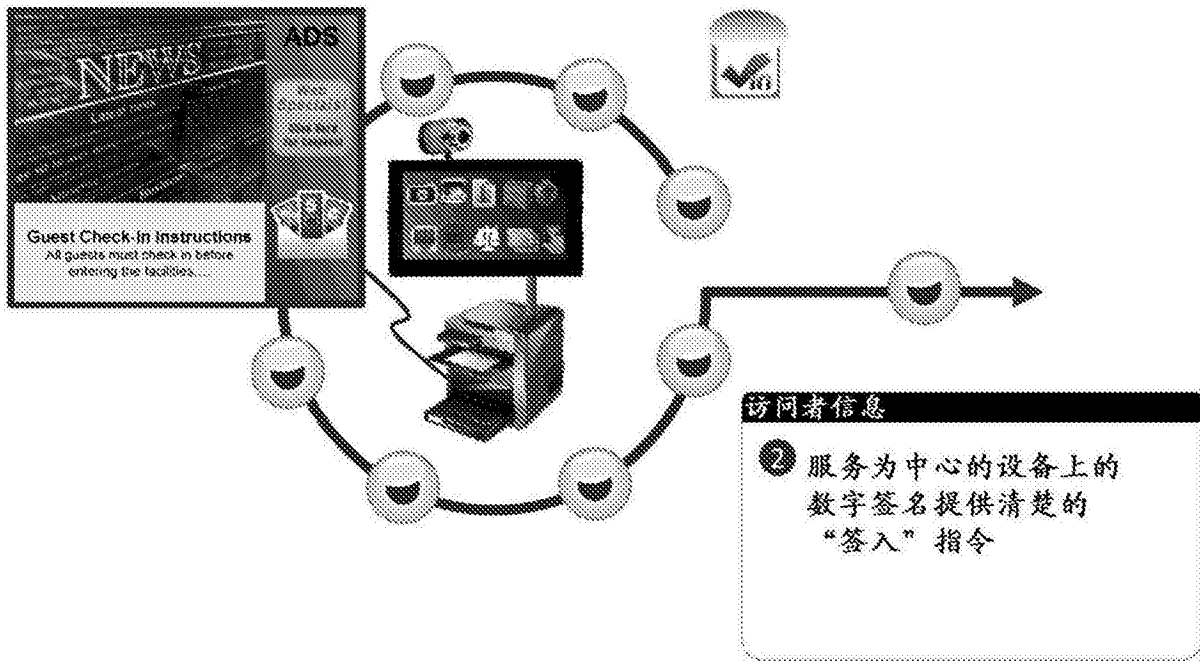 NEWS
ADS
Guest Check-In Instructions
All guests must check in before
entering the facilities....
访问者信息
2 服务为中心的设备上的
数字签名提供清楚的
“签入”指令